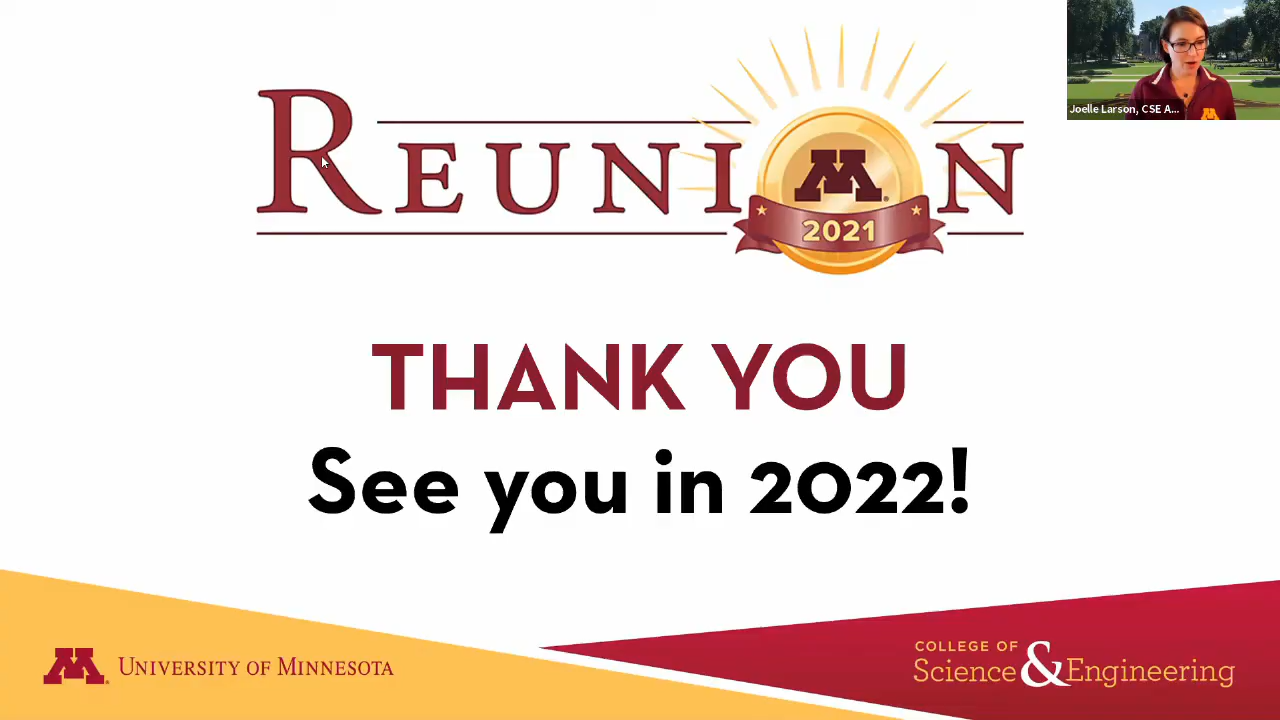 REUNION
M
2021
Joelle Larson, CSE A...
THANK YOU
See you in 2022!
M
UNIVERSITY OF MINNESOTA
COLLEGE OF
Science & Engineering